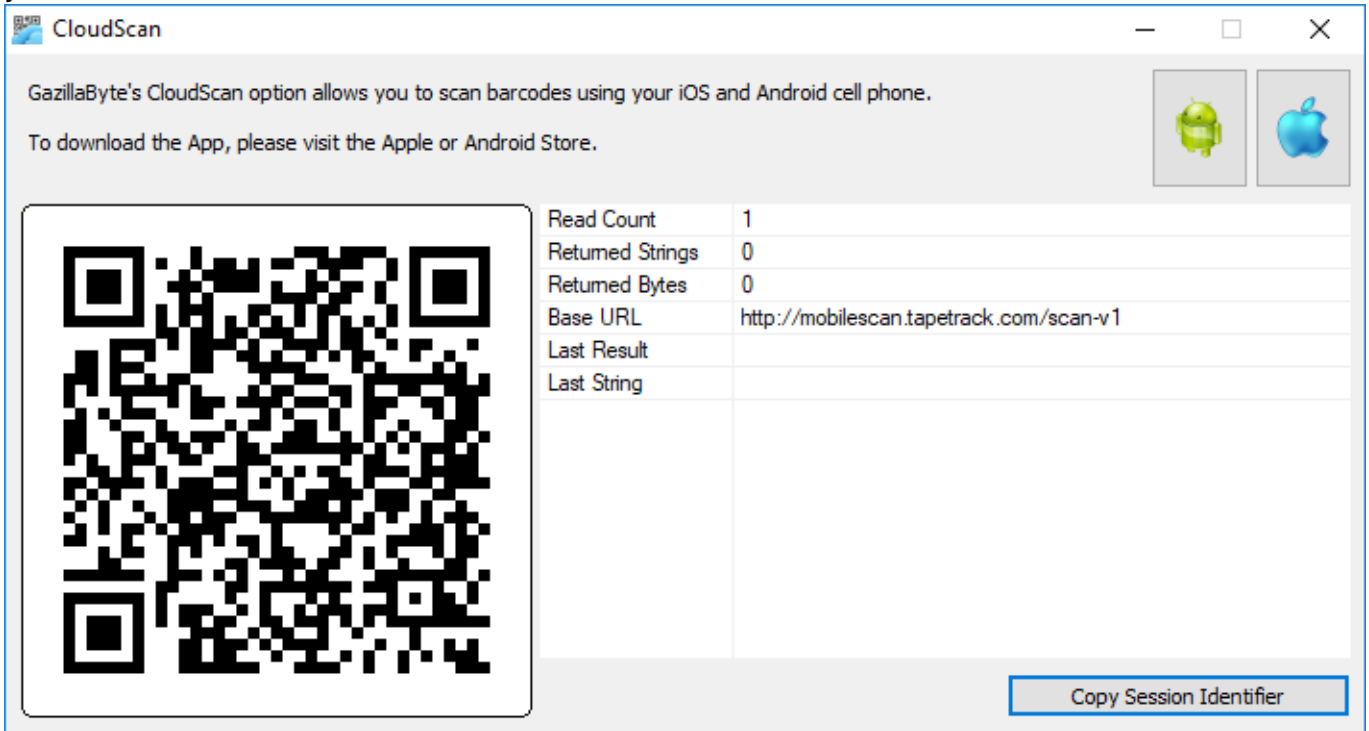 CloudScan
GazillaByte's CloudScan option allows you to scan barcodes using your iOS and Android cell phone.
To download the App, please visit the Apple or Android Store.
Read Count 1
Returned Strings 0
Returned Bytes 0
Base URL http://mobilescan.tapetrack.com/scan-v1
Last Result
Last String
Copy Session Identifier